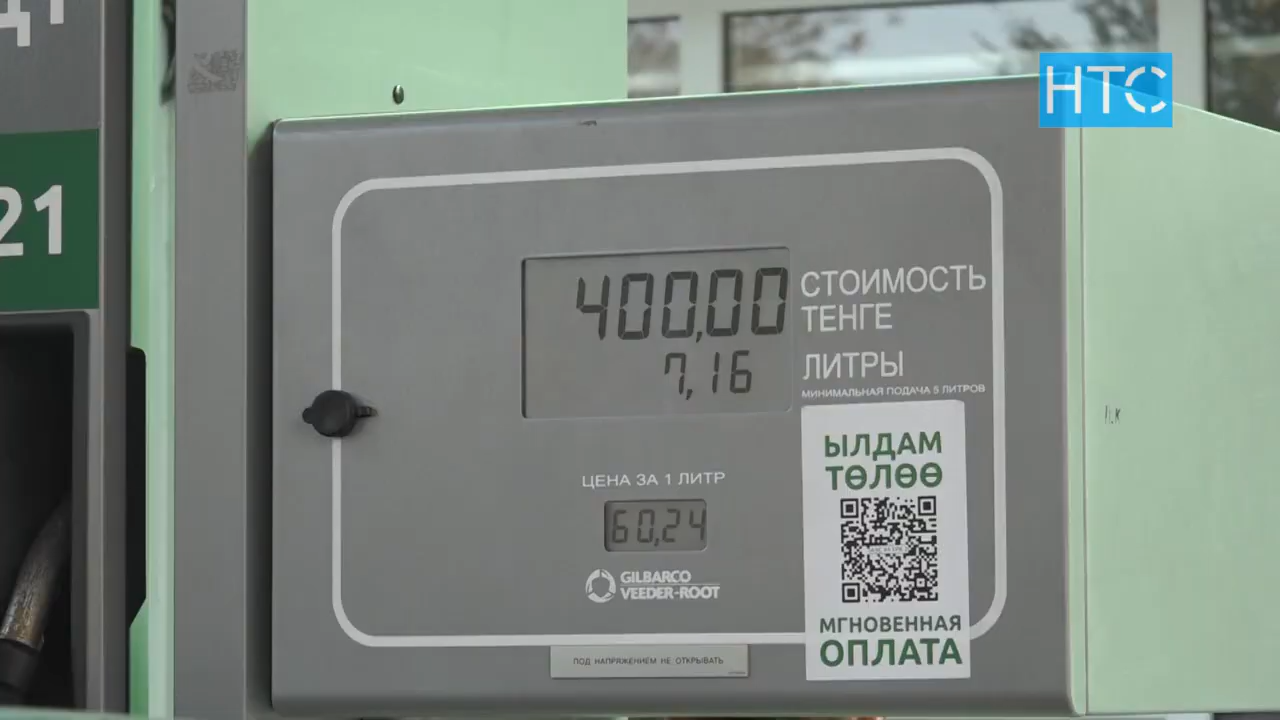 НТС
21
400,00
СТОИМОСТЬ
ТЕНГЕ
7,16
ЛИТРЫ
МИНИМАЛЬНАЯ ПОДАЧА 5 ЛИТРОВ
ЫЛДАМ
ТӨЛӨӨ
ЦЕНА ЗА 1 ЛИТР
60,24
GILBARCO
VEEDER-ROOT
МГНОВЕННАЯ
ОПЛАТА
ПОД НАПРЯЖЕНИЕМ НЕ ОТКРЫВАТЬ